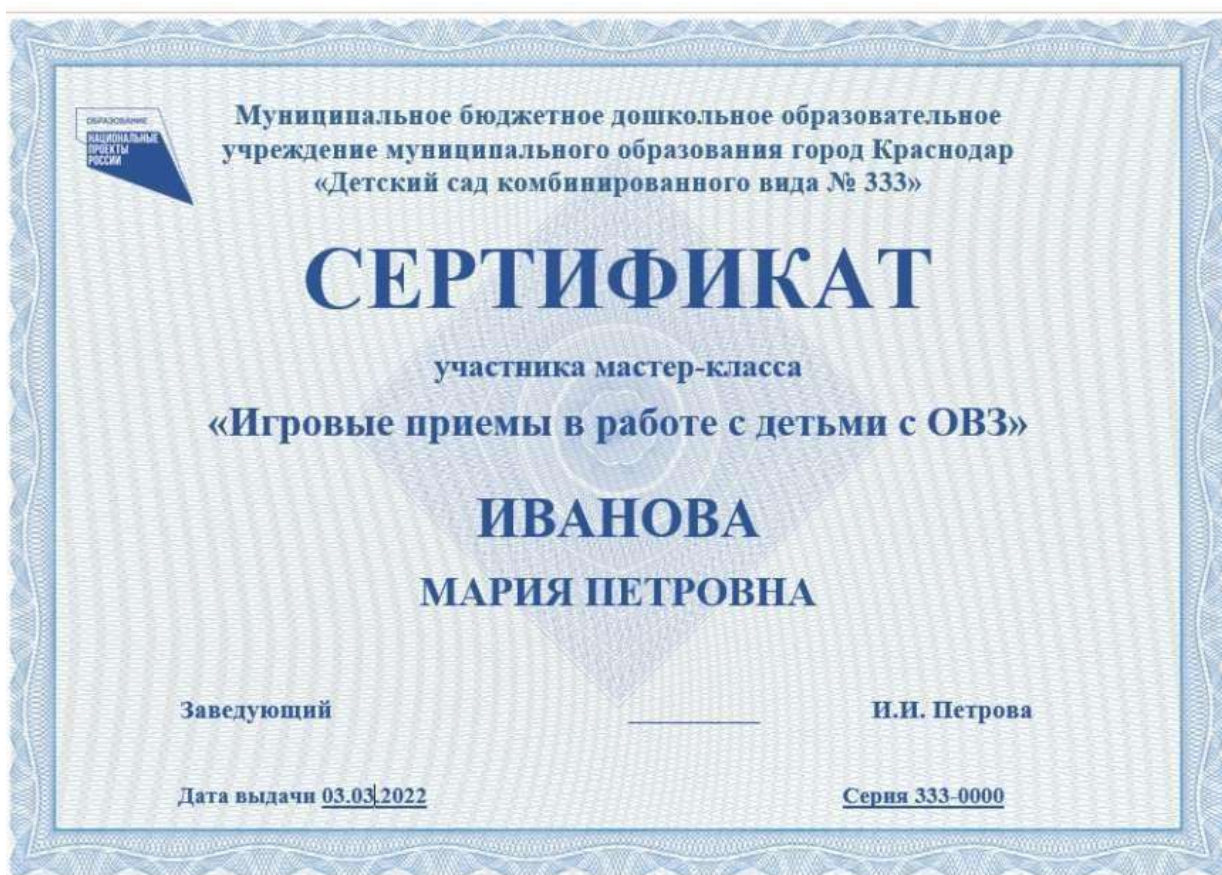 ОБРАЗОВАНИЕ
НАЦИОНАЛЬНЫЕ
ПРОЕКТЫ
РОССИИ
Муниципальное бюджетное дошкольное образовательное
учреждение муниципального образования город Краснодар
«Детский сад комбинированного вида № 333»
СЕРТИФИКАТ
участника мастер-класса
«Игровые приемы в работе с детьми с ОВЗ»
ИВАНОВА
МАРИЯ ПЕТРОВНА
Заведующий ____________ И.И. Петрова
Дата выдачи 03.03.2022 Серия 333-0000